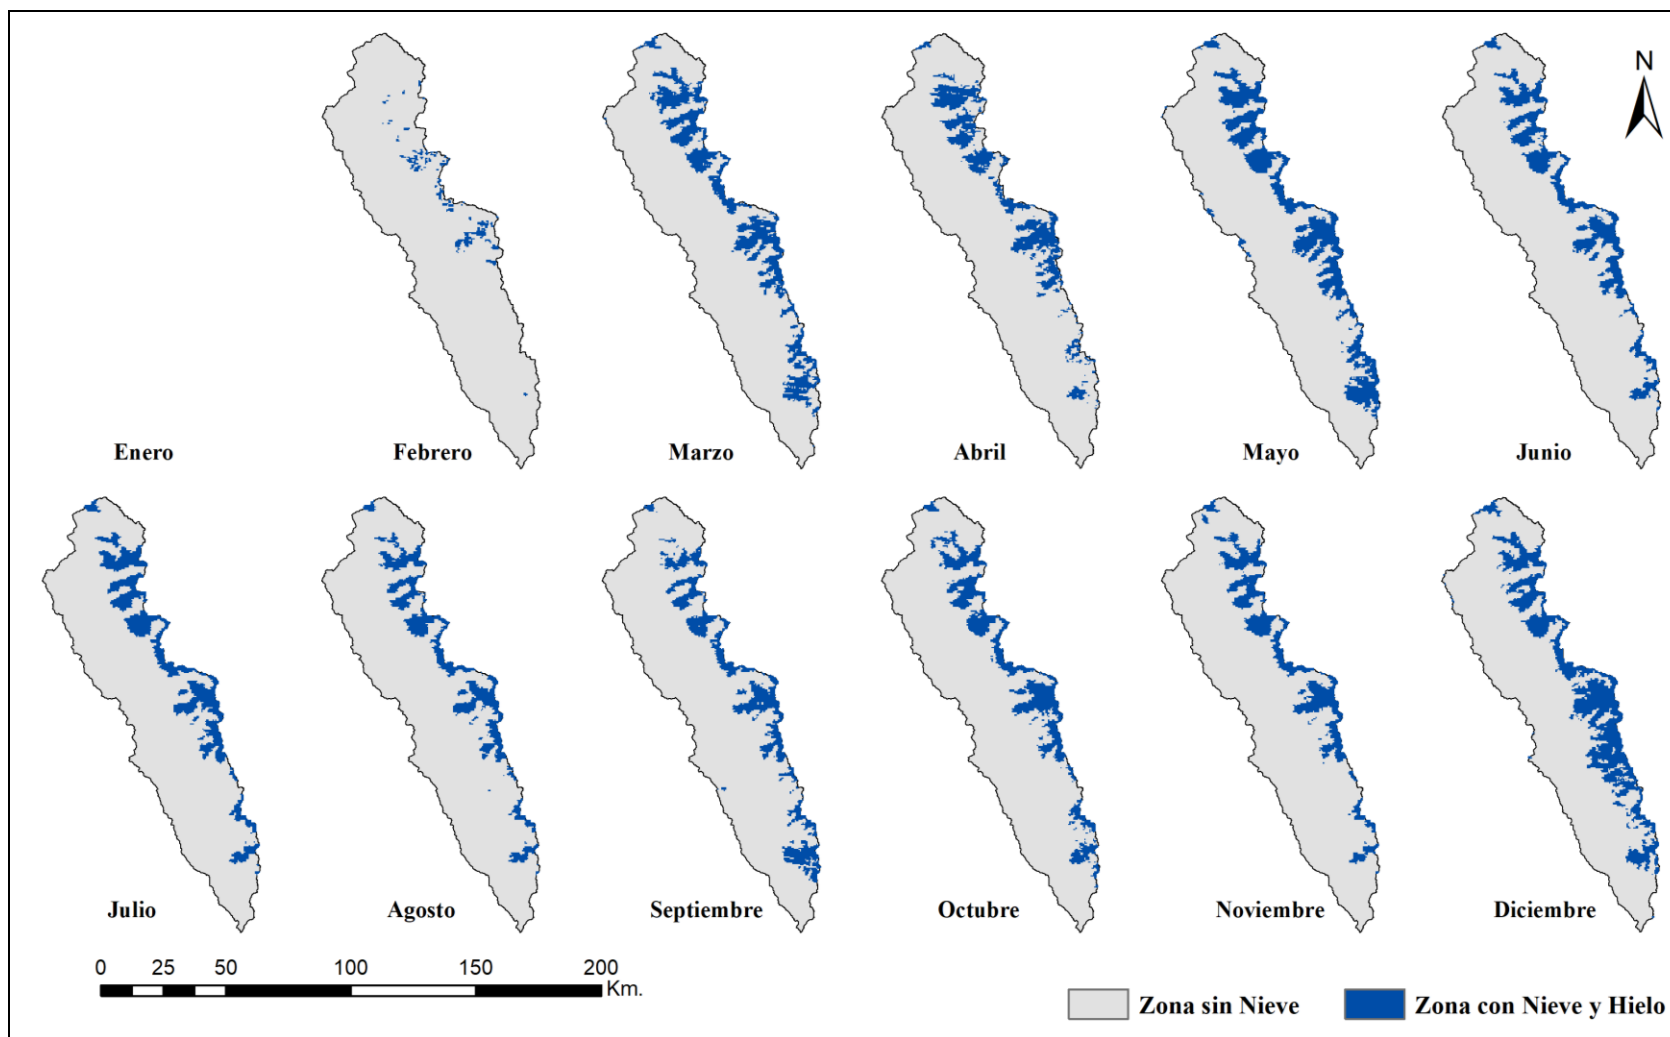 N
Enero
Febrero
Marzo
Abril
Mayo
Junio
Julio
Agosto
Septiembre
Octubre
Noviembre
Diciembre
0 25 50 100 150 200
Km.
Zona sin Nieve
Zona con Nieve y Hielo